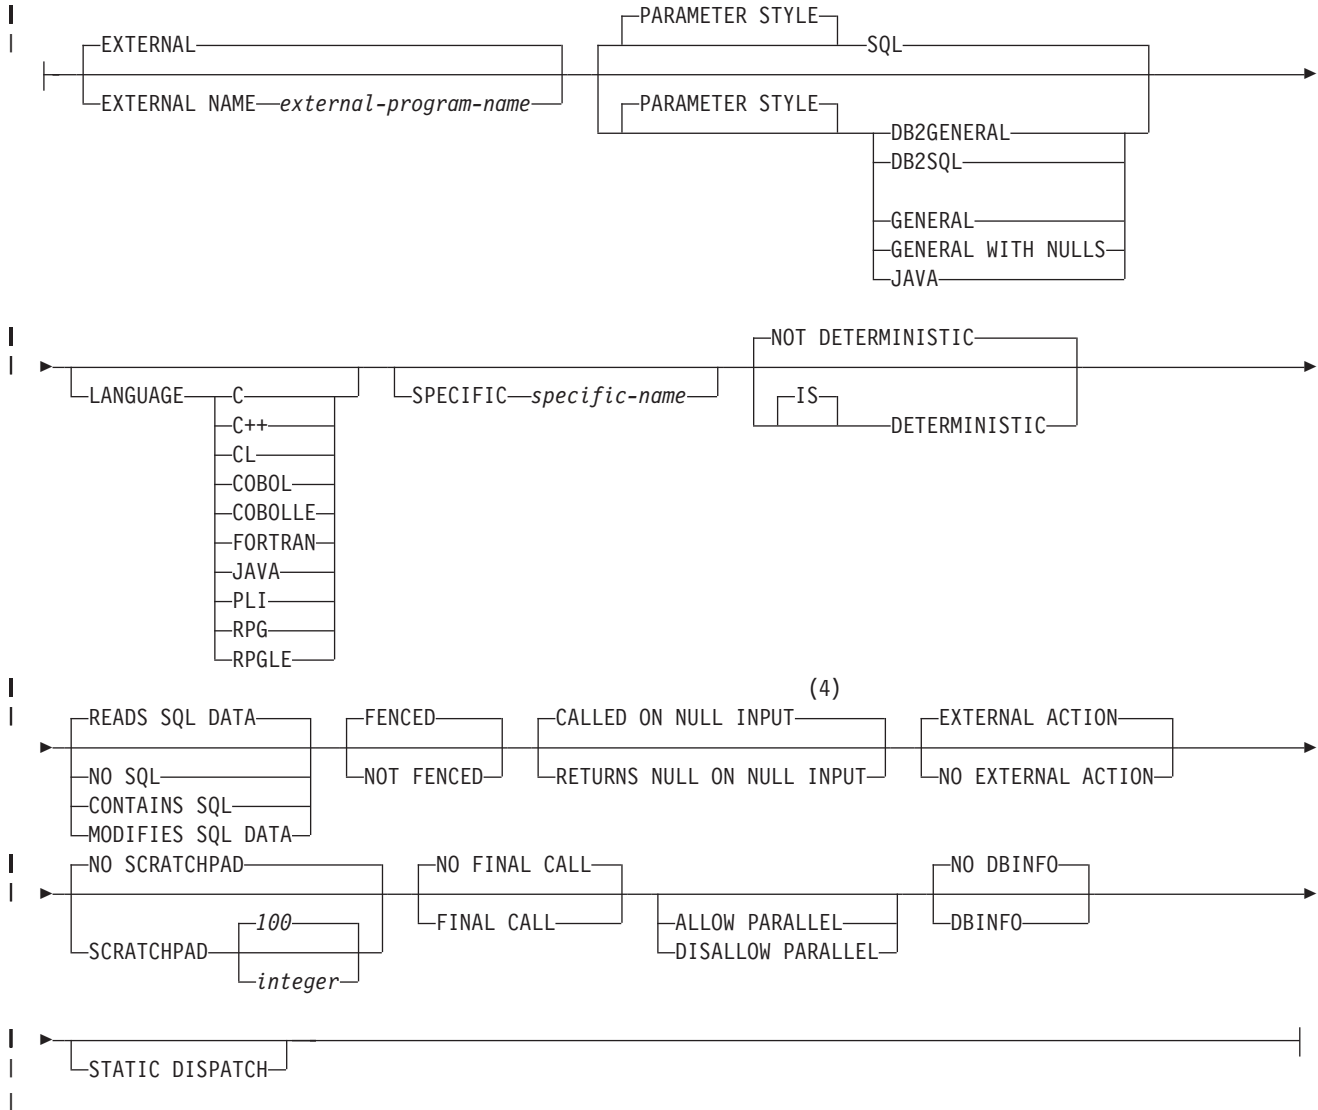 PARAMETER STYLE
EXTERNAL SQL
EXTERNAL NAME external-program-name PARAMETER STYLE
DB2GENERAL
DB2SQL
GENERAL
GENERAL WITH NULLS
JAVA
NOT DETERMINISTIC
LANGUAGE C SPECIFIC specific-name IS
C++ DETERMINISTIC
CL
COBOL
COBOLLE
FORTRAN
JAVA
PLI
RPG
RPGLE
(4)
READS SQL DATA FENCED CALLED ON NULL INPUT EXTERNAL ACTION
NO SQL NOT FENCED RETURNS NULL ON NULL INPUT NO EXTERNAL ACTION
CONTAINS SQL
MODIFIES SQL DATA
NO SCRATCHPAD NO FINAL CALL NO DBINFO
100 FINAL CALL ALLOW PARALLEL DBINFO
SCRATCHPAD DISALLOW PARALLEL
integer
STATIC DISPATCH